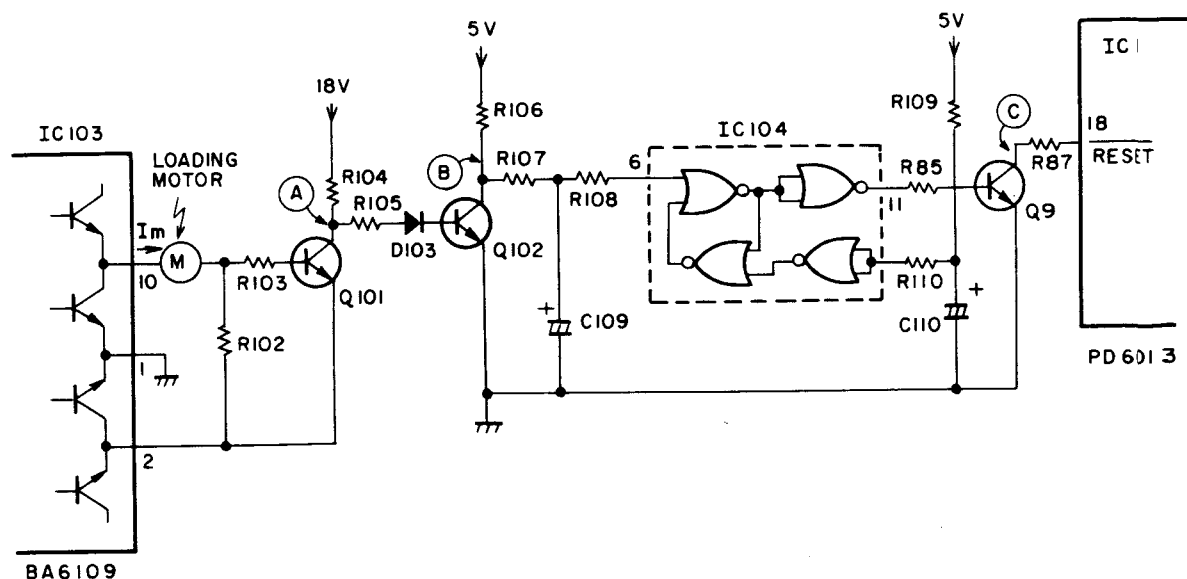 5V
5V
IC1
18V
R106
R109
C
IC103
IC104
18
LOADING
MOTOR
B
R107
6
R87
RESET
R104
A
R85
R105
R108
Im
11
Q9
D103
M
Q102
10
R103
Q101
R110
+
+
C109
C110
R102
1
PD6013
2
BA6109